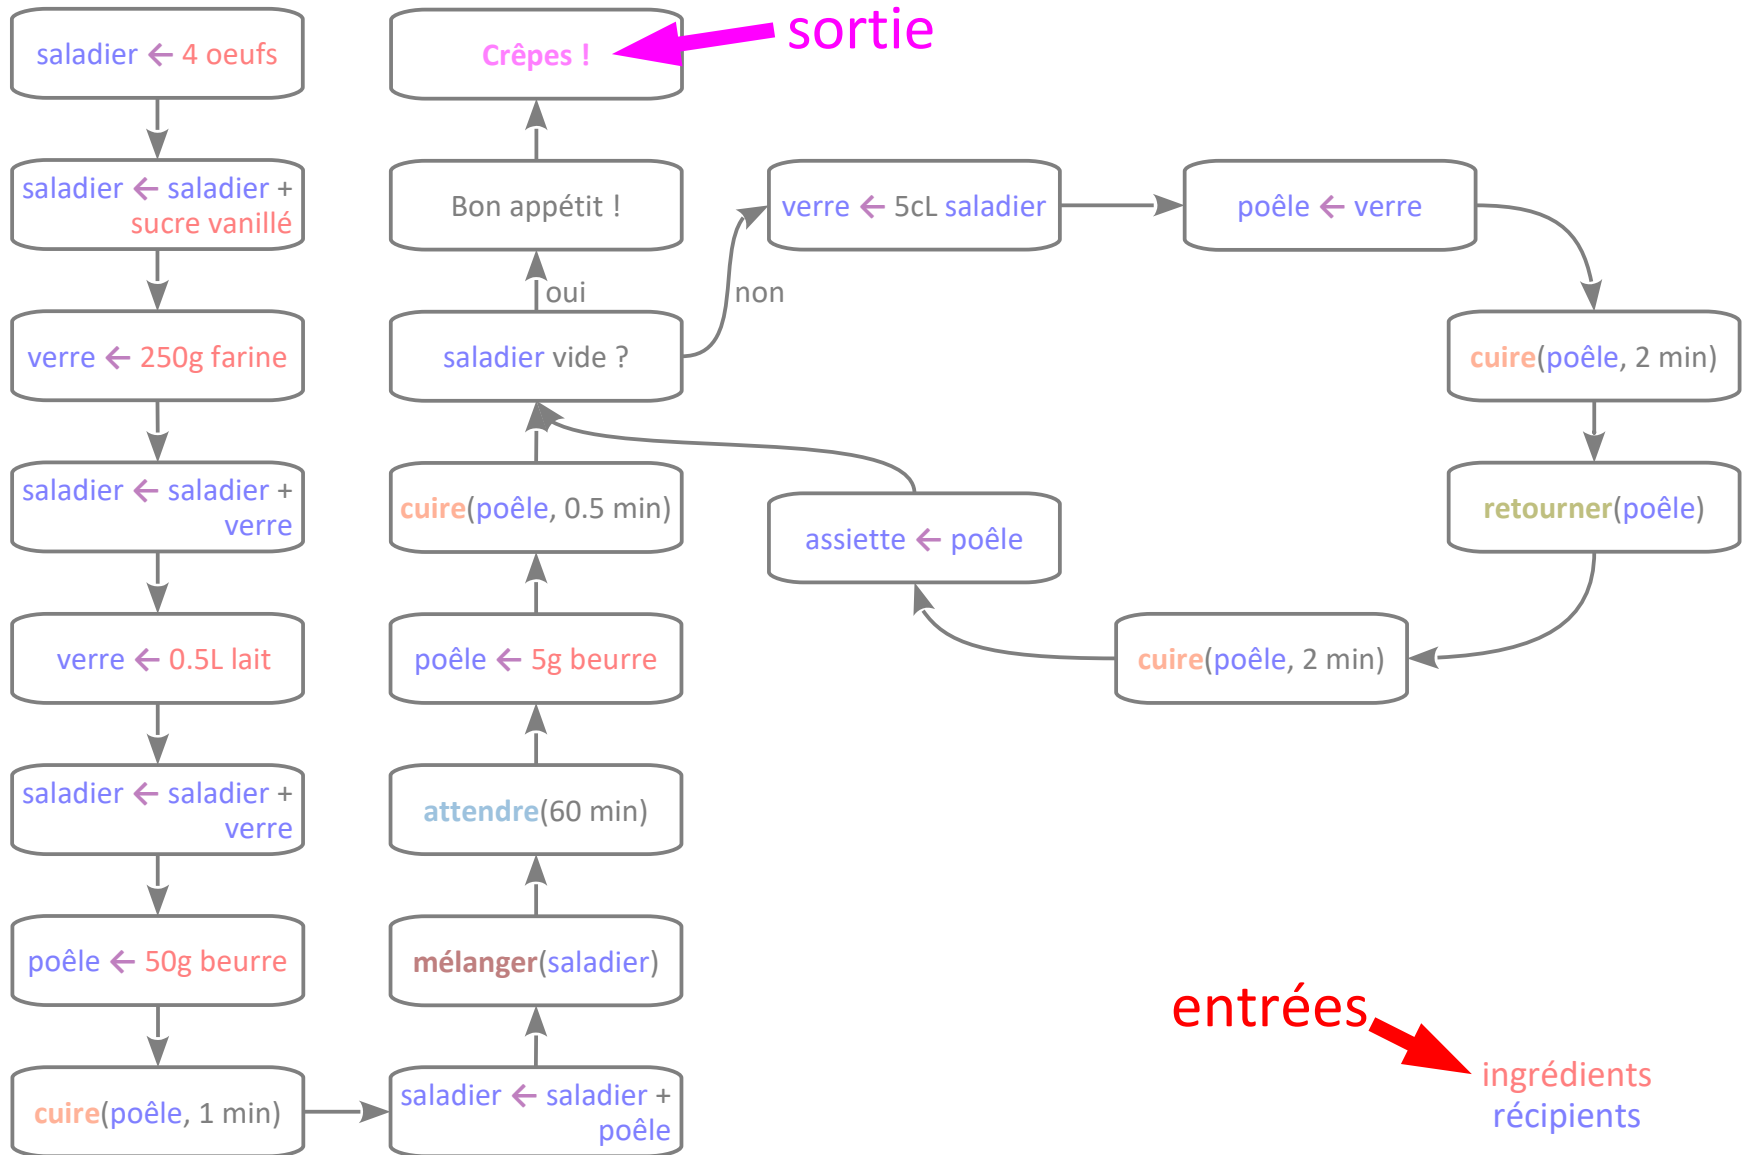 saladier ← 4 oeufs
saladier ← saladier +
sucre vanillé
verre ← 250g farine
saladier ← saladier +
verre
verre ← 0.5L lait
saladier ← saladier +
verre
poêle ← 50g beurre
cuire(poêle, 1 min)
saladier ← saladier +
poêle
mélanger(saladier)
attendre(60 min)
poêle ← 5g beurre
cuire(poêle, 0.5 min)
saladier vide ?
oui
non
Bon appétit !
Crêpes !
sortie
verre ← 5cL saladier
poêle ← verre
cuire(poêle, 2 min)
retourner(poêle)
cuire(poêle, 2 min)
assiette ← poêle
entrées
ingrédients
récipients